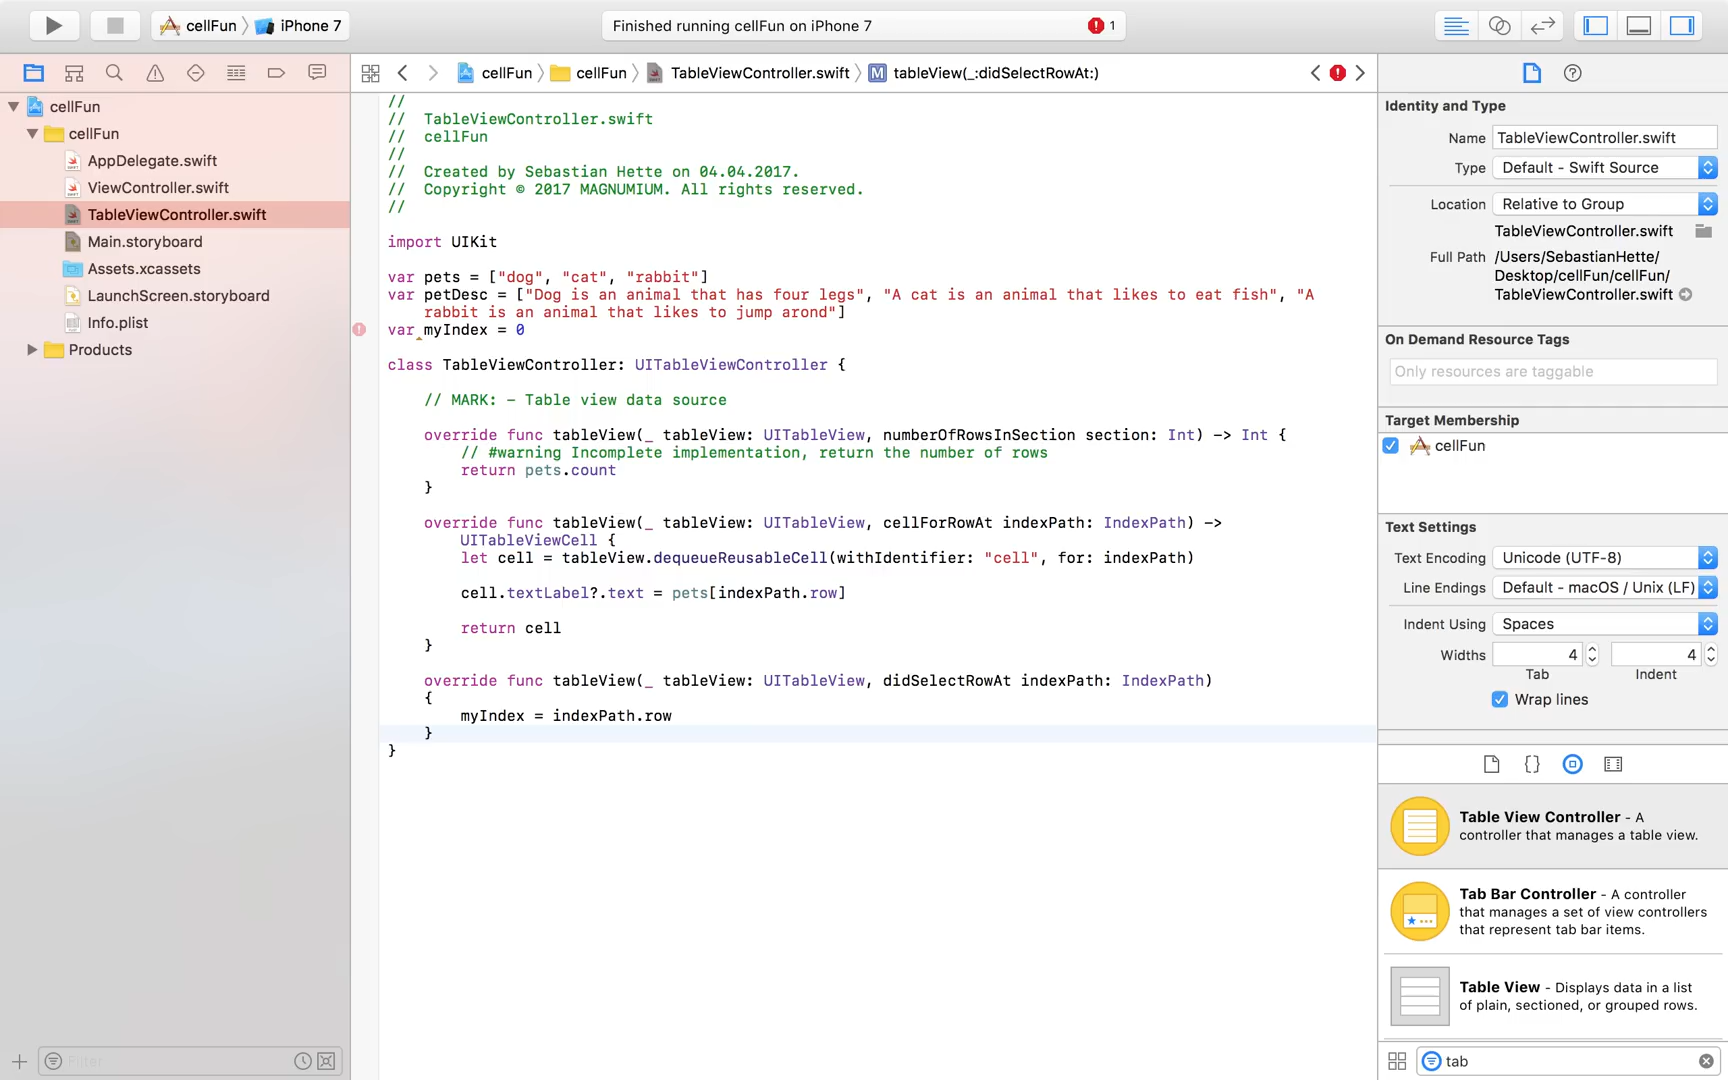 cellFun
iPhone 7
Finished running cellFun on iPhone 7
1
cellFun
cellFun
TableViewController.swift
M
tableView(_:didSelectRowAt:)
cellFun
cellFun
AppDelegate.swift
ViewController.swift
TableViewController.swift
Main.storyboard
Assets.xcassets
LaunchScreen.storyboard
Info.plist
Products
Filter
//
//  TableViewController.swift
//  cellFun
//
//  Created by Sebastian Hette on 04.04.2017.
//  Copyright © 2017 MAGNUMIUM. All rights reserved.
//
import UIKit
var pets = ["dog", "cat", "rabbit"]
var petDesc = ["Dog is an animal that has four legs", "A cat is an animal that likes to eat fish", "A
rabbit is an animal that likes to jump arond"]
var myIndex = 0
class TableViewController: UITableViewController {
// MARK: - Table view data source
override func tableView(_ tableView: UITableView, numberOfRowsInSection section: Int) -> Int {
// #warning Incomplete implementation, return the number of rows
return pets.count
}
override func tableView(_ tableView: UITableView, cellForRowAt indexPath: IndexPath) ->
UITableViewCell {
let cell = tableView.dequeueReusableCell(withIdentifier: "cell", for: indexPath)
cell.textLabel?.text = pets[indexPath.row]
return cell
}
override func tableView(_ tableView: UITableView, didSelectRowAt indexPath: IndexPath)
{
myIndex = indexPath.row
}
}
Identity and Type
Name TableViewController.swift
Type Default - Swift Source
Location Relative to Group
TableViewController.swift
Full Path /Users/SebastianHette/
Desktop/cellFun/cellFun/
TableViewController.swift
On Demand Resource Tags
Only resources are taggable
Target Membership
cellFun
Text Settings
Text Encoding Unicode (UTF-8)
Line Endings Default - macOS / Unix (LF)
Indent Using Spaces
Widths 4 4
Tab Indent
Wrap lines
Table View Controller - A
controller that manages a table view.
Tab Bar Controller - A controller
that manages a set of view controllers
that represent tab bar items.
Table View - Displays data in a list
of plain, sectioned, or grouped rows.
tab